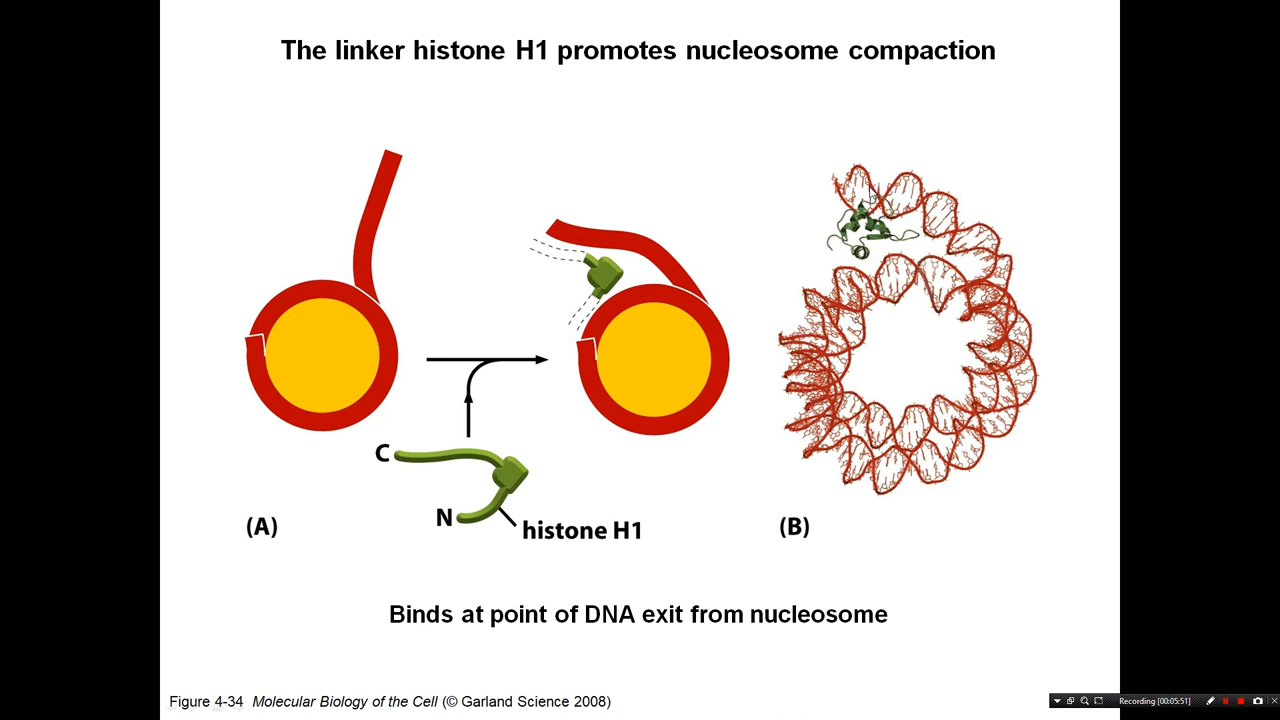 The linker histone H1 promotes nucleosome compaction
C
N
histone H1
(A)
(B)
Binds at point of DNA exit from nucleosome
Figure 4-34 Molecular Biology of the Cell (© Garland Science 2008)
Recording [00:05:51]